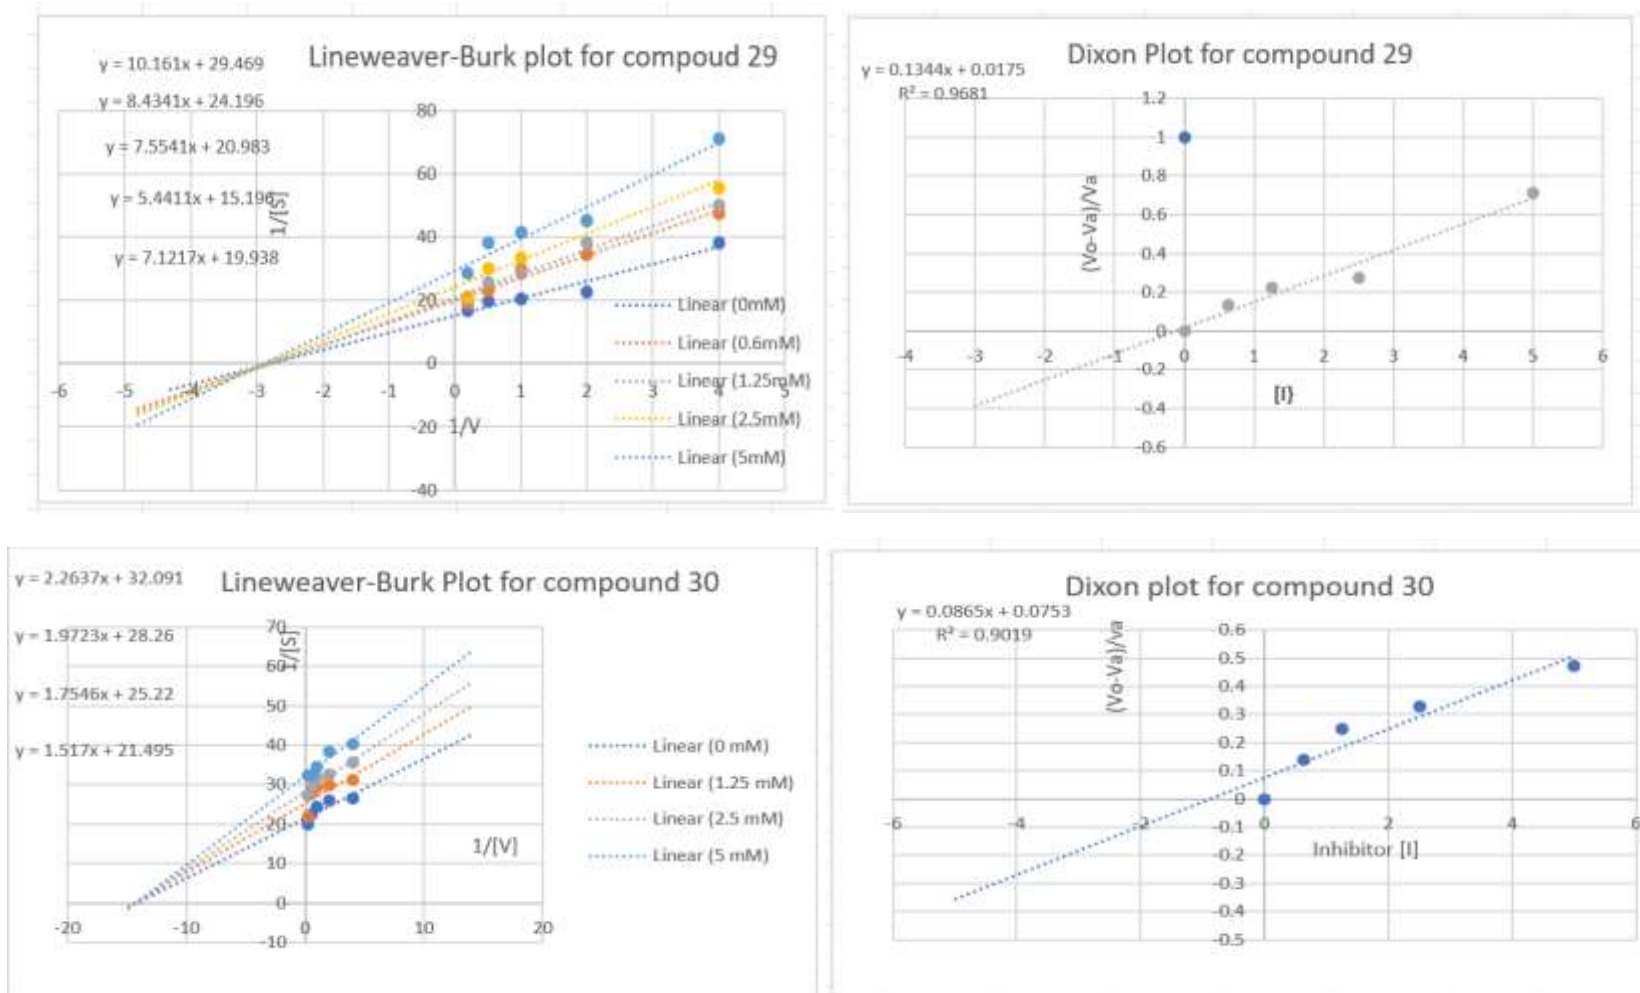 Lineweaver-Burk plot for compoud 29
y = 10.161x + 29.469
y = 8.4341x + 24.196
y = 7.5541x + 20.983
y = 5.4411x + 15.196
y = 7.1217x + 19.938
80
60
40
20
0
-20
-40
-6 -5 -4 -3 -2 -1 0 1 2 3 4 5
1/[S]
1/V
Linear (0mM)
Linear (0.6mM)
Linear (1.25mM)
Linear (2.5mM)
Linear (5mM)
Dixon Plot for compound 29
y = 0.1344x + 0.0175
R² = 0.9681
1.2
1
0.8
0.6
0.4
0.2
0
-0.2
-0.4
-0.6
-4 -3 -2 -1 0 1 2 3 4 5 6
(Vo-Va)/Va
[I}
Lineweaver-Burk Plot for compound 30
y = 2.2637x + 32.091
y = 1.9723x + 28.26
y = 1.7546x + 25.22
y = 1.517x + 21.495
70
60
50
40
30
20
10
0
-10
-20 -10 0 10 20
1/[S]
1/[V]
Linear (0 mM)
Linear (1.25 mM)
Linear (2.5 mM)
Linear (5 mM)
Dixon plot for compound 30
y = 0.0865x + 0.0753
R² = 0.9019
0.6
0.5
0.4
0.3
0.2
0.1
0
-0.1
-0.2
-0.3
-0.4
-0.5
-6 -4 -2 0 2 4 6
(Vo-Va)/va
Inhibitor [I]